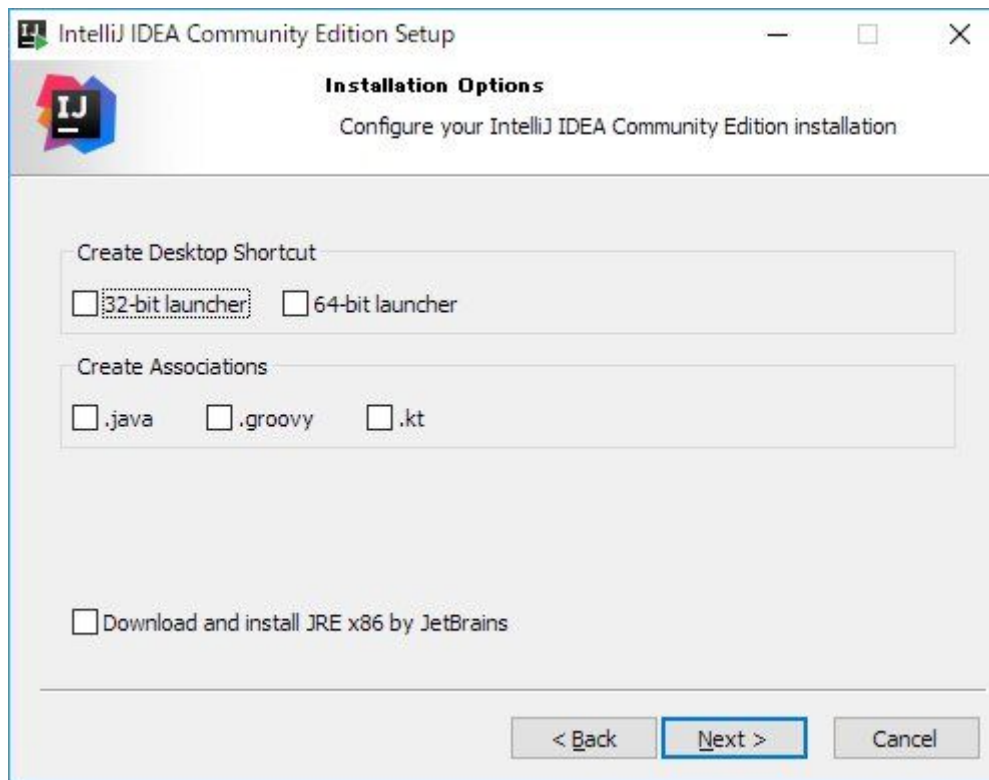 IntelliJ IDEA Community Edition Setup
IJ
Installation Options
Configure your IntelliJ IDEA Community Edition installation
Create Desktop Shortcut
32-bit launcher 64-bit launcher
Create Associations
.java .groovy .kt
Download and install JRE x86 by JetBrains
< Back Next > Cancel